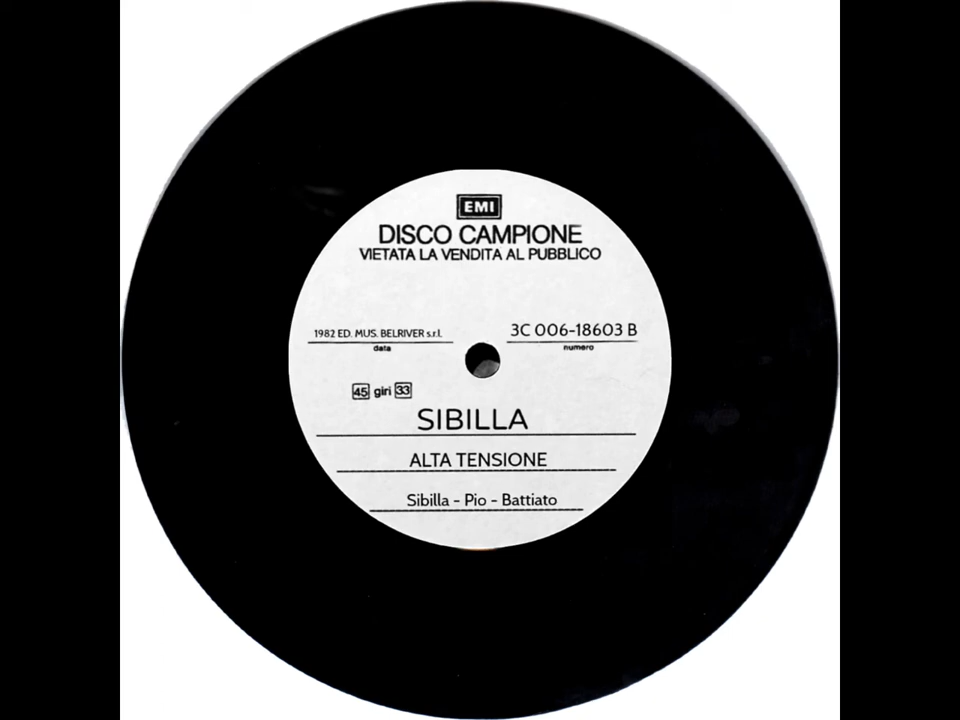 EMI
DISCO CAMPIONE
VIETATA LA VENDITA AL PUBBLICO
1982 ED. MUS. BELRIVER s.r.l. 3C 006-18603 B
data numero
45 giri 33
SIBILLA
ALTA TENSIONE
Sibilla - Pio - Battiato